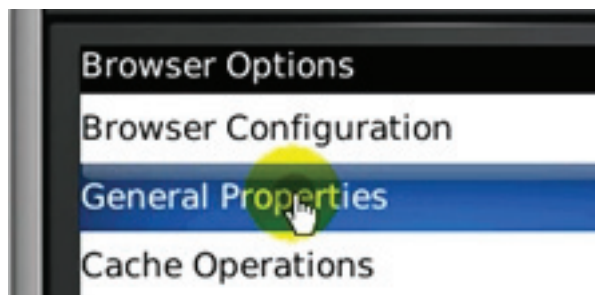 Browser Options
Browser Configuration
General Properties
Cache Operations